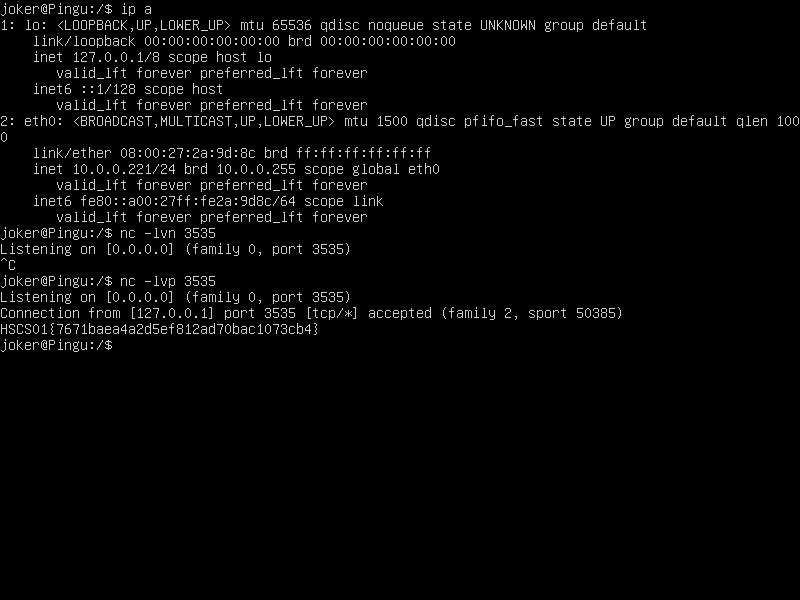 joker@Pingu:/$ ip a
1: lo: <LOOPBACK,UP,LOWER_UP> mtu 65536 qdisc noqueue state UNKNOWN group default
    link/loopback 00:00:00:00:00:00 brd 00:00:00:00:00:00
    inet 127.0.0.1/8 scope host lo
       valid_lft forever preferred_lft forever
    inet6 ::1/128 scope host
       valid_lft forever preferred_lft forever
2: eth0: <BROADCAST,MULTICAST,UP,LOWER_UP> mtu 1500 qdisc pfifo_fast state UP group default qlen 100
0
    link/ether 08:00:27:2a:9d:8c brd ff:ff:ff:ff:ff:ff
    inet 10.0.0.221/24 brd 10.0.0.255 scope global eth0
       valid_lft forever preferred_lft forever
    inet6 fe80::a00:27ff:fe2a:9d8c/64 scope link
       valid_lft forever preferred_lft forever
joker@Pingu:/$ nc -lvn 3535
Listening on [0.0.0.0] (family 0, port 3535)
^C
joker@Pingu:/$ nc -lvp 3535
Listening on [0.0.0.0] (family 0, port 3535)
Connection from [127.0.0.1] port 3535 [tcp/*] accepted (family 2, sport 50385)
HSCS01{7671baea4a2d5ef812ad70bac1073cb4}
joker@Pingu:/$